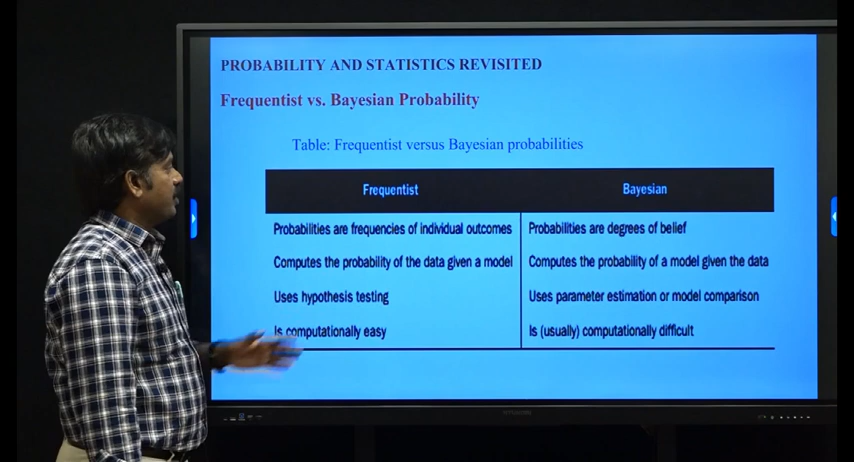 PROBABILITY AND STATISTICS REVISITED
Frequentist vs. Bayesian Probability
Table: Frequentist versus Bayesian probabilities
Frequentist Bayesian
Probabilities are frequencies of individual outcomes Probabilities are degrees of belief
Computes the probability of the data given a model Computes the probability of a model given the data
Uses hypothesis testing Uses parameter estimation or model comparison
Is computationally easy Is (usually) computationally difficult